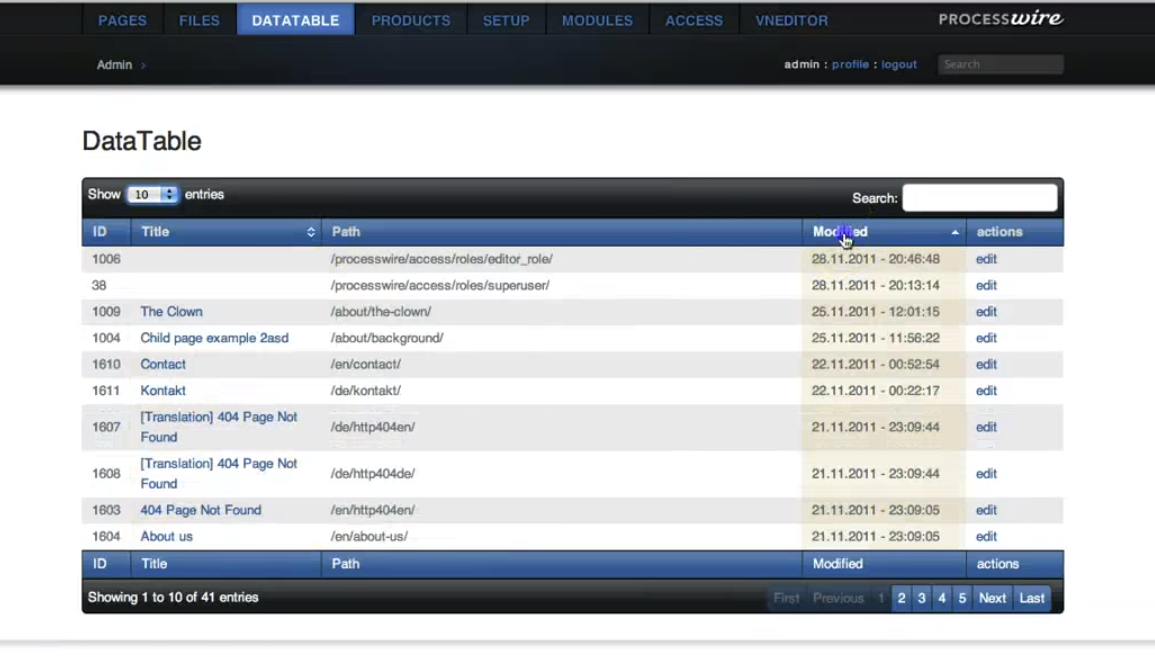 PAGES FILES DATATABLE PRODUCTS SETUP MODULES ACCESS VNEDITOR PROCESSwire
Admin › admin : profile : logout Search
DataTable
Show 10 entries Search:
ID Title Path Modified actions
1006 /processwire/access/roles/editor_role/ 28.11.2011 - 20:46:48 edit
38 /processwire/access/roles/superuser/ 28.11.2011 - 20:13:14 edit
1009 The Clown /about/the-clown/ 25.11.2011 - 12:01:15 edit
1004 Child page example 2asd /about/background/ 25.11.2011 - 11:56:22 edit
1610 Contact /en/contact/ 22.11.2011 - 00:52:54 edit
1611 Kontakt /de/kontakt/ 22.11.2011 - 00:22:17 edit
1607 [Translation] 404 Page Not /de/http404en/ 21.11.2011 - 23:09:44 edit
Found
1608 [Translation] 404 Page Not /de/http404de/ 21.11.2011 - 23:09:44 edit
Found
1603 404 Page Not Found /en/http404en/ 21.11.2011 - 23:09:05 edit
1604 About us /en/about-us/ 21.11.2011 - 23:09:05 edit
ID Title Path Modified actions
Showing 1 to 10 of 41 entries First Previous 1 2 3 4 5 Next Last